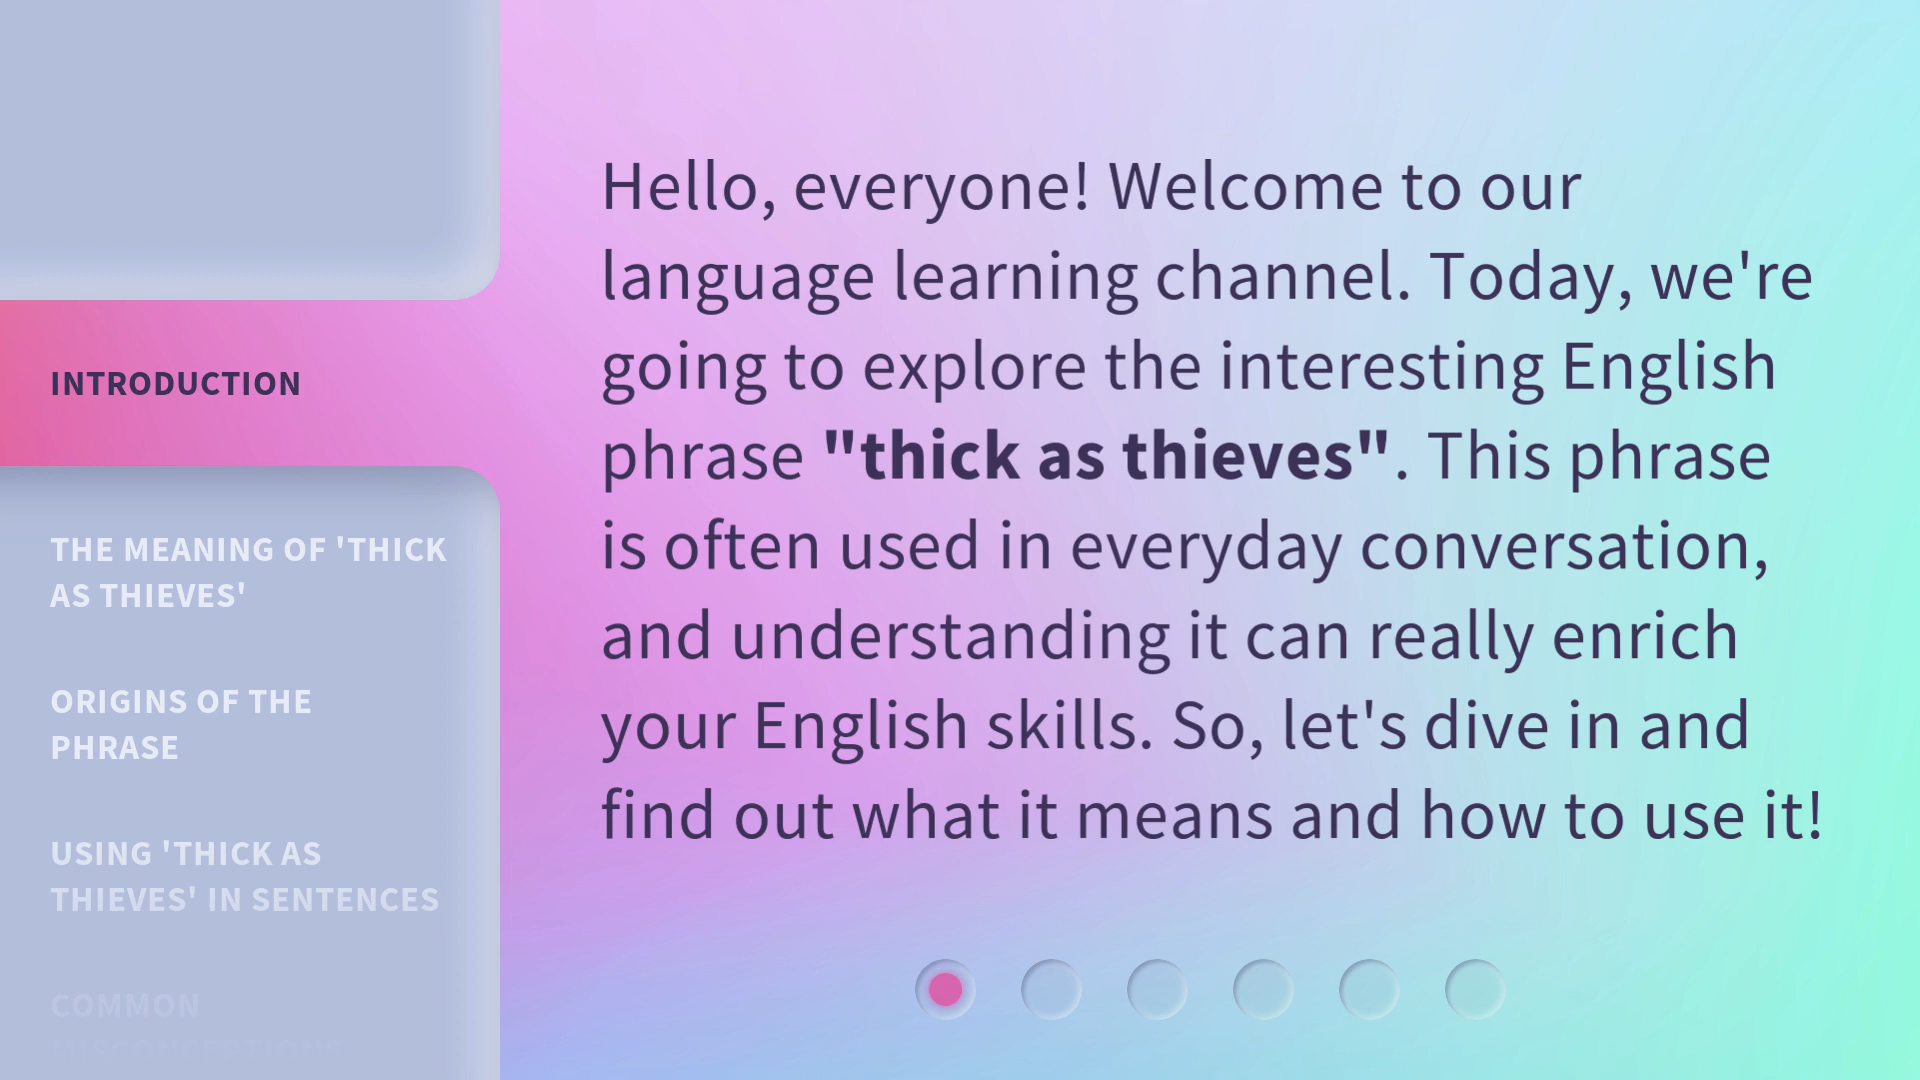 INTRODUCTION
THE MEANING OF 'THICK
AS THIEVES'
ORIGINS OF THE
PHRASE
USING 'THICK AS
THIEVES' IN SENTENCES
COMMON
MISCONCEPTIONS
Hello, everyone! Welcome to our
language learning channel. Today, we're
going to explore the interesting English
phrase "thick as thieves". This phrase
is often used in everyday conversation,
and understanding it can really enrich
your English skills. So, let's dive in and
find out what it means and how to use it!